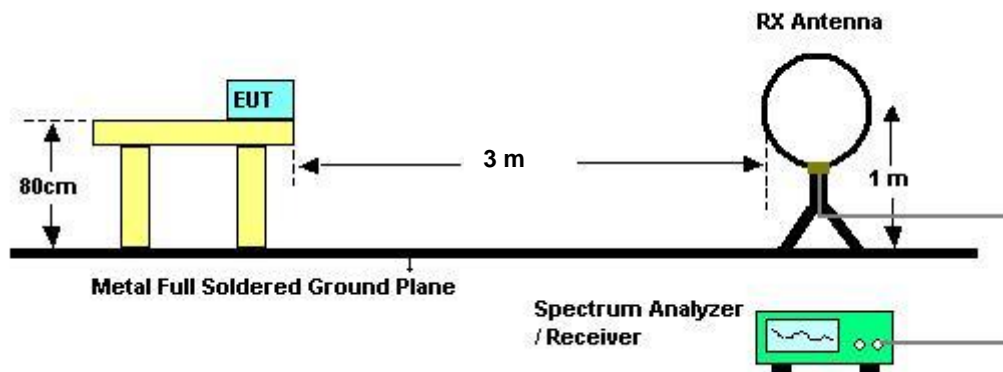 RX Antenna
EUT
3 m
80cm
1 m
Metal Full Soldered Ground Plane
Spectrum Analyzer
/ Receiver